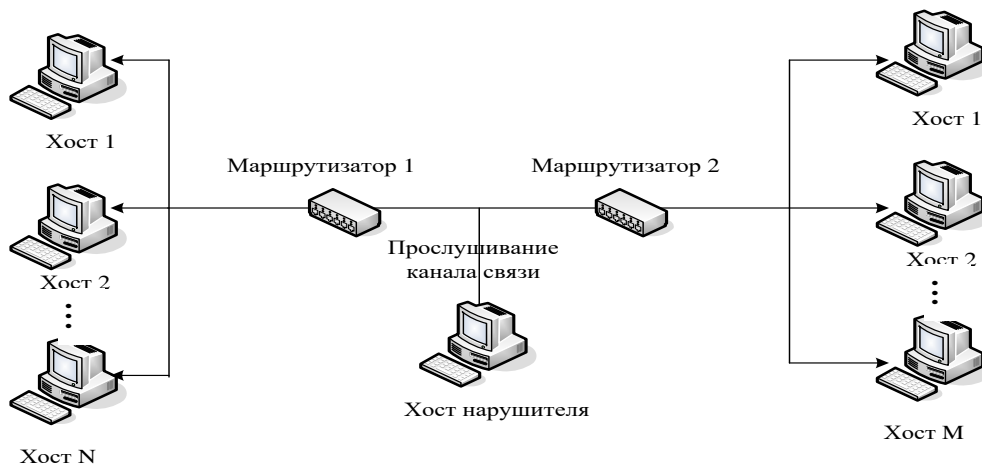 Хост 1
Хост 1
Маршрутизатор 1
Маршрутизатор 2
Прослушивание
канала связи
Хост 2
Хост 2
Хост нарушителя
Хост N
Хост M